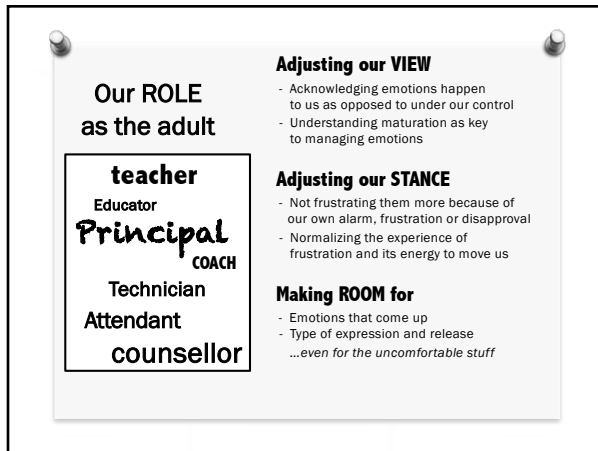 Our ROLE
as the adult
teacher
Educator
Principal
COACH
Technician
Attendant
counsellor
Adjusting our VIEW
- Acknowledging emotions happen
to us as opposed to under our control
- Understanding maturation as key
to managing emotions
Adjusting our STANCE
- Not frustrating them more because of
our own alarm, frustration or disapproval
- Normalizing the experience of
frustration and its energy to move us
Making ROOM for
- Emotions that come up
- Type of expression and release
...even for the uncomfortable stuff